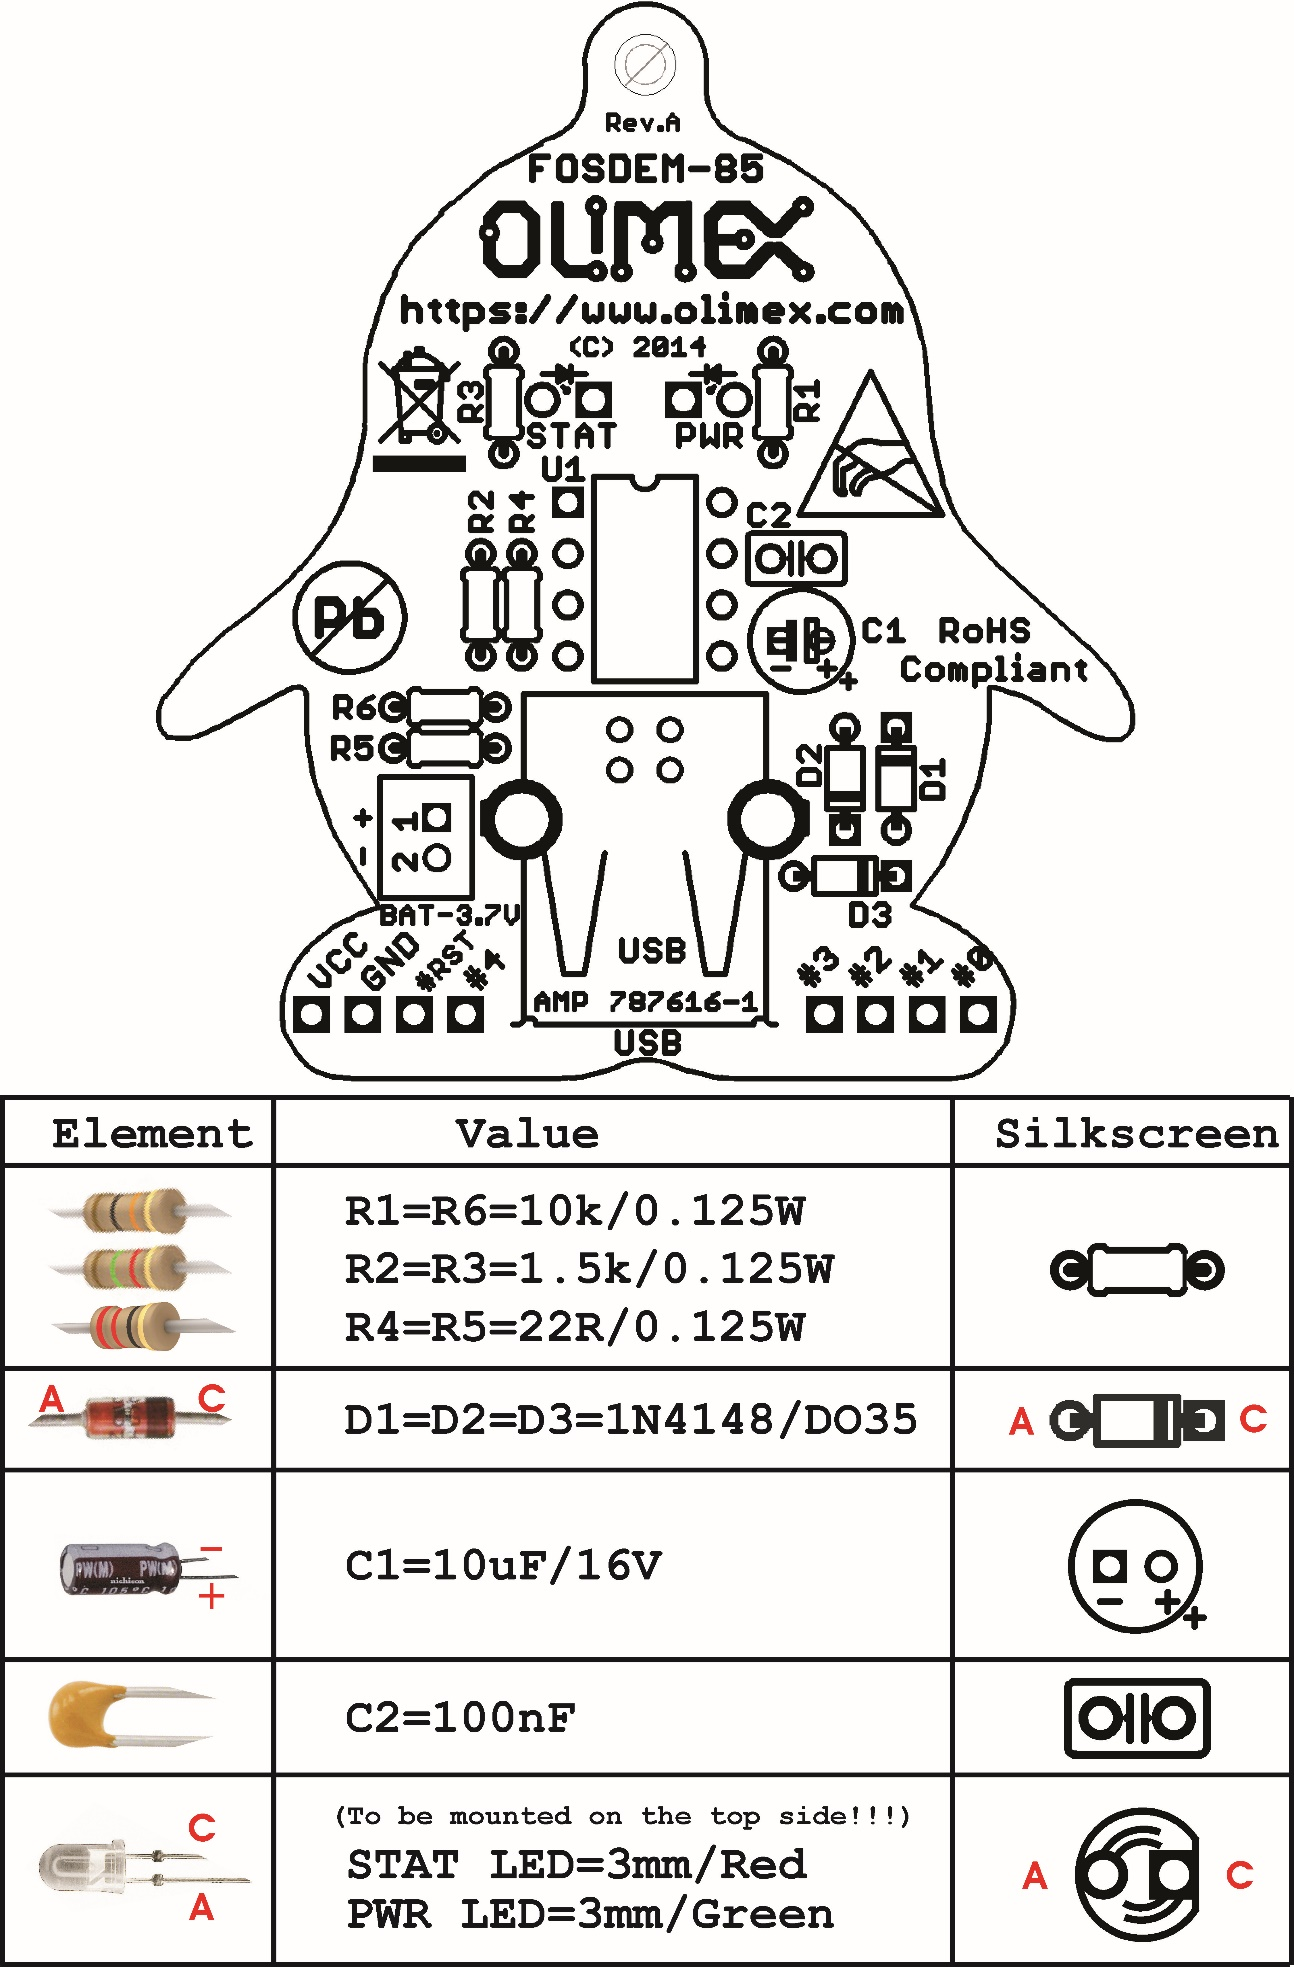 Rev.A
FOSDEM-85
OLIMEX
https://www.olimex.com
(C) 2014
R3
STAT
PWR
R1
U1
R2
R4
C2
Pb
C1 RoHS
Compliant
- + +
R6
R5
D2
D1
+ 1
- 2
BAT-3.7V
D3
VCC GND #RST #4
USB
#3 #2 #1 #0
AMP 787616-1
USB
Element Value Silkscreen
R1=R6=10k/0.125W
R2=R3=1.5k/0.125W
R4=R5=22R/0.125W
A C
D1=D2=D3=1N4148/DO35
A C
PW(M) PW(M)
nichicon
- +
C1=10uF/16V
- + +
C2=100nF
(To be mounted on the top side!!!)
C
A
STAT LED=3mm/Red
PWR LED=3mm/Green
A C